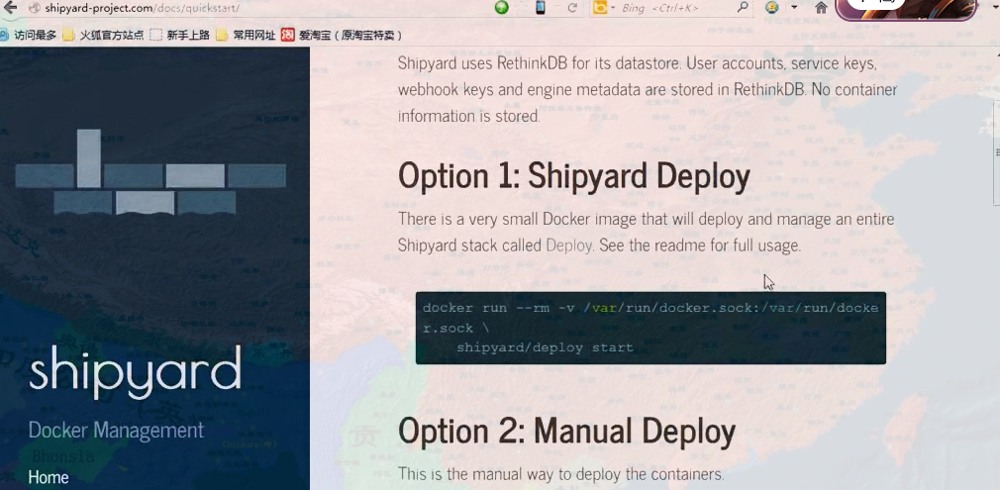 shipyard-project.com/docs/quickstart/
Bing <Ctrl+K>
访问最多 火狐官方站点 新手上路 常用网址 爱淘宝（原淘宝特卖）
Shipyard uses RethinkDB for its datastore. User accounts, service keys,
webhook keys and engine metadata are stored in RethinkDB. No container
information is stored.
Option 1: Shipyard Deploy
There is a very small Docker image that will deploy and manage an entire
Shipyard stack called Deploy. See the readme for full usage.
docker run --rm -v /var/run/docker.sock:/var/run/docke
r.sock \
shipyard/deploy start
shipyard
Docker Management
Bhonsin
Home
Option 2: Manual Deploy
This is the manual way to deploy the containers.